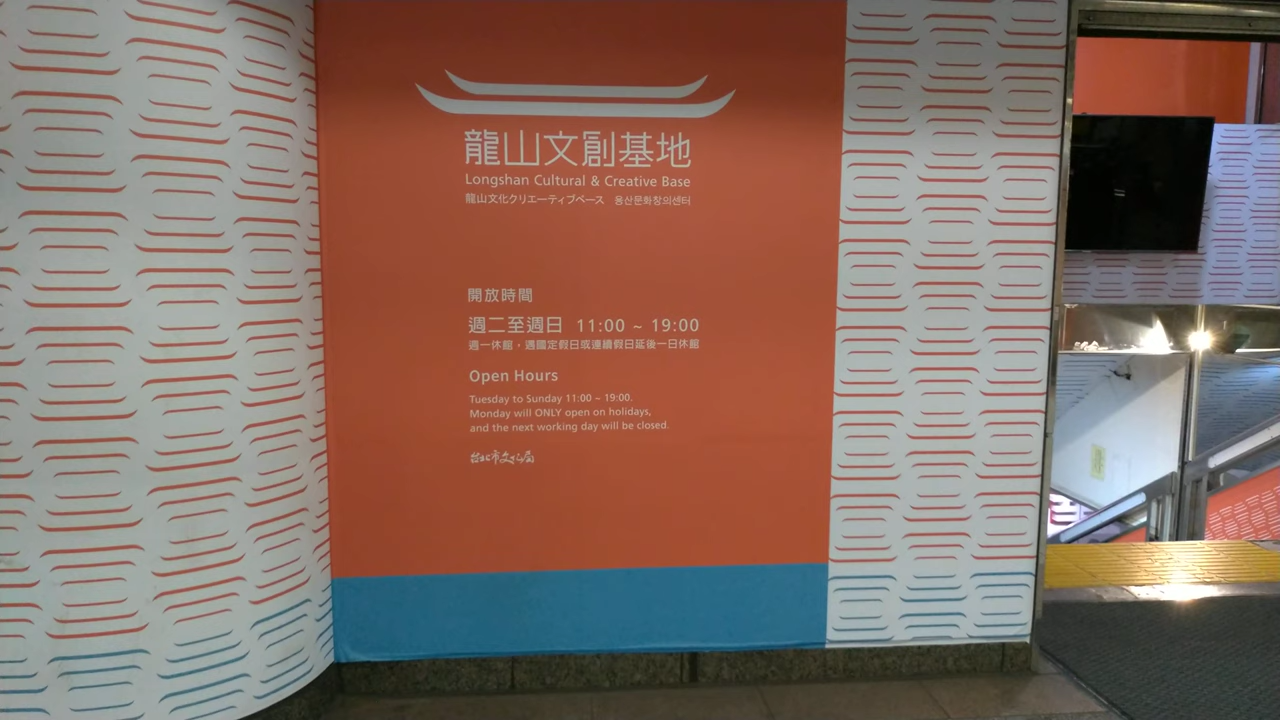 龍山文創基地
Longshan Cultural & Creative Base
龍山文化クリエーティブベース 용산문화창의센터
開放時間
週二至週日 11:00 ~ 19:00
週一休館，遇國定假日或連續假日延後一日休館
Open Hours
Tuesday to Sunday 11:00 ~ 19:00.
Monday will ONLY open on holidays,
and the next working day will be closed.
台北市文化局